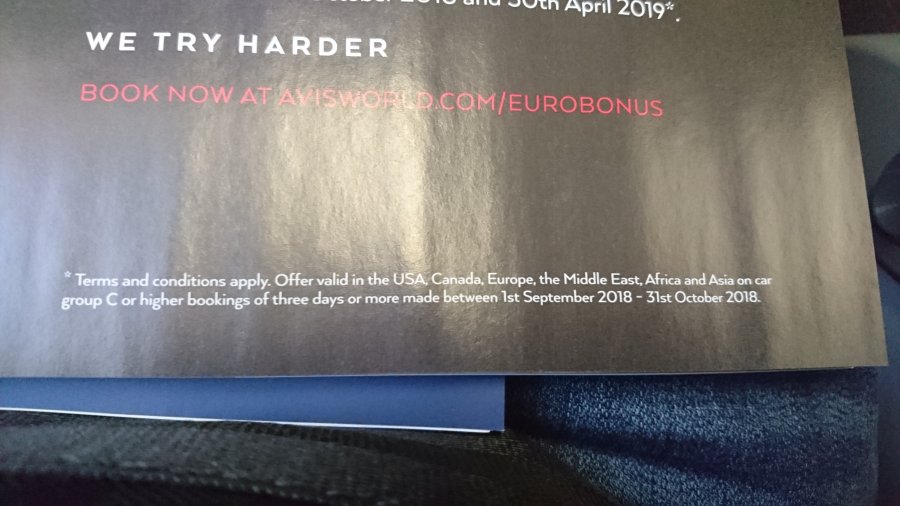 2018 and 30th April 2019*.
WE TRY HARDER
BOOK NOW AT AVISWORLD.COM/EUROBONUS
* Terms and conditions apply. Offer valid in the USA, Canada, Europe, the Middle East, Africa and Asia on car
group C or higher bookings of three days or more made between 1st September 2018 - 31st October 2018.